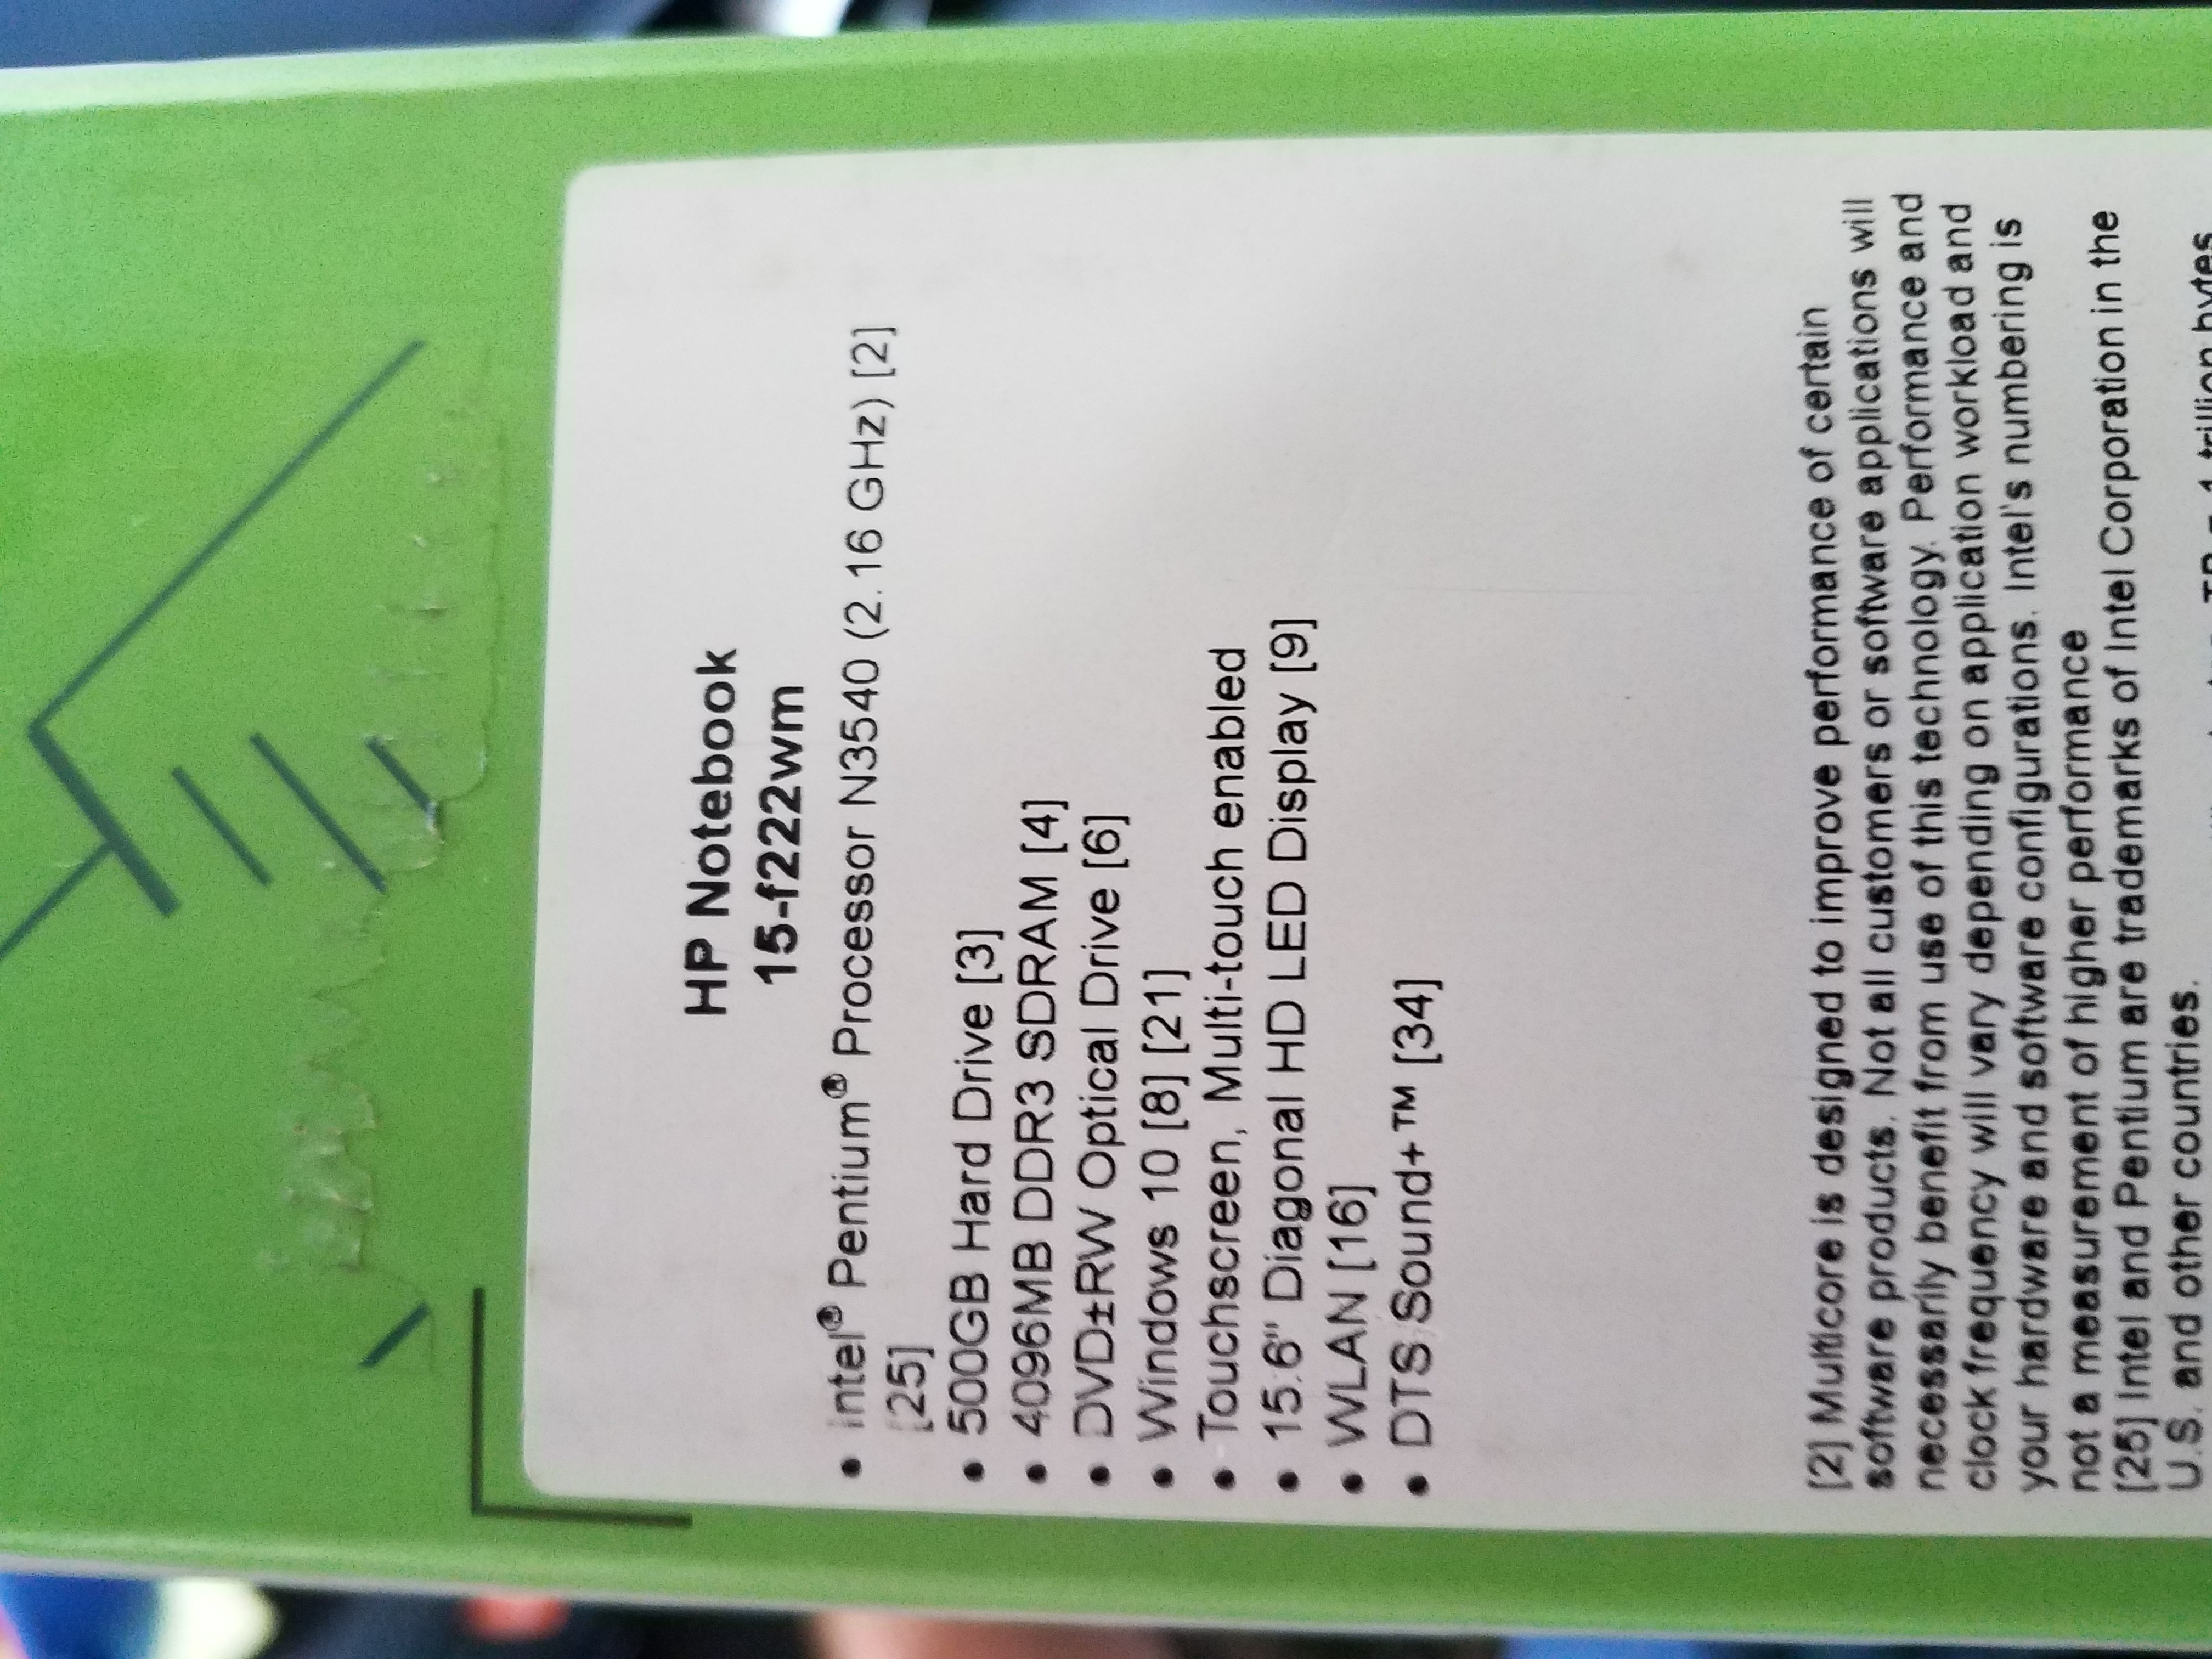 HP Notebook
15-f222wm
• Intel® Pentium® Processor N3540 (2.16 GHz) [2]
[25]
• 500GB Hard Drive [3]
• 4096MB DDR3 SDRAM [4]
• DVD±RW Optical Drive [6]
• Windows 10 [8] [21]
• Touchscreen, Multi-touch enabled
• 15.6" Diagonal HD LED Display [9]
• WLAN [16]
• DTS Sound+™ [34]
[2] Multicore is designed to improve performance of certain
software products. Not all customers or software applications will
necessarily benefit from use of this technology. Performance and
clock frequency will vary depending on application workload and
your hardware and software configurations. Intel's numbering is
not a measurement of higher performance
[25] Intel and Pentium are trademarks of Intel Corporation in the
U.S. and other countries.
TB = 1 trillion bytes